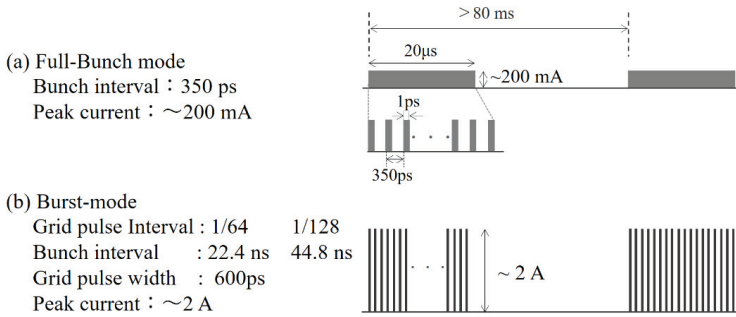 > 80 ms
20μs
(a) Full-Bunch mode
Bunch interval：350 ps
Peak current：～200 mA
~200 mA
1ps
350ps
(b) Burst-mode
Grid pulse Interval : 1/64 1/128
Bunch interval : 22.4 ns 44.8 ns
Grid pulse width : 600ps
Peak current：～2 A
~ 2 A